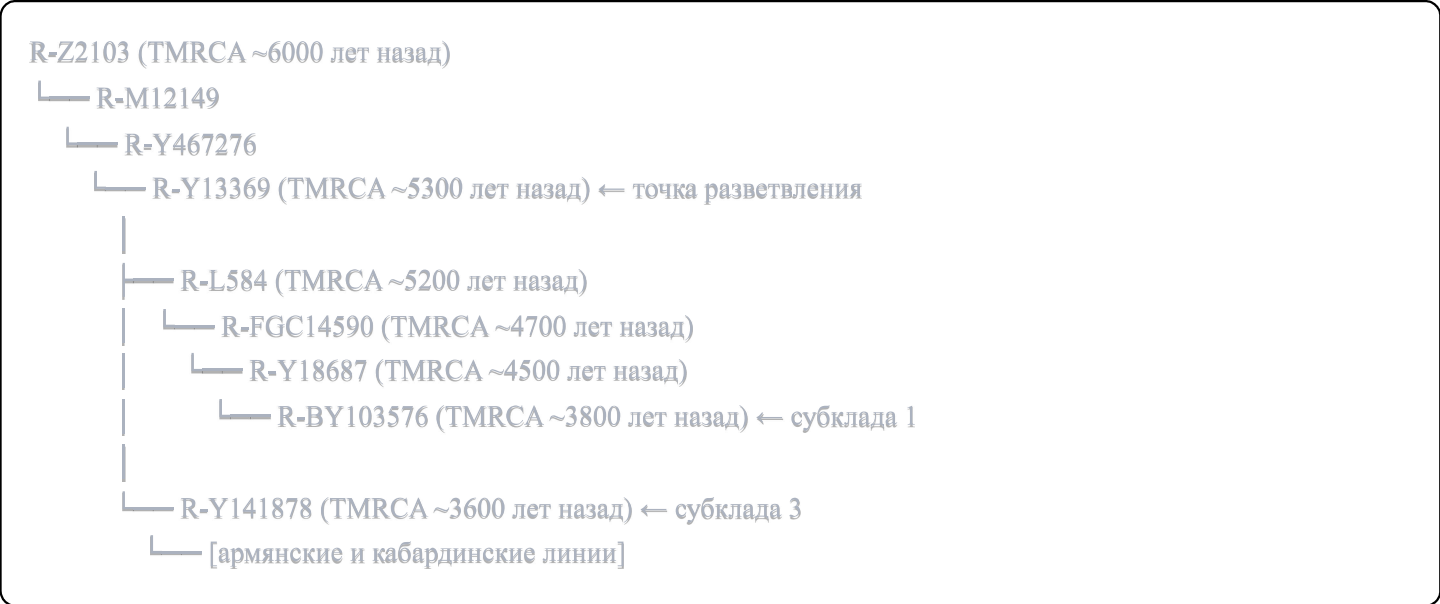 R-Z2103 (TMRCA ~6000 лет назад)
└── R-M12149
└── R-Y467276
└── R-Y13369 (TMRCA ~5300 лет назад) ← точка разветвления
│
├── R-L584 (TMRCA ~5200 лет назад)
│ └── R-FGC14590 (TMRCA ~4700 лет назад)
│ └── R-Y18687 (TMRCA ~4500 лет назад)
│ └── R-BY103576 (TMRCA ~3800 лет назад) ← субклада 1
│
└── R-Y141878 (TMRCA ~3600 лет назад) ← субклада 3
└── [армянские и кабардинские линии]